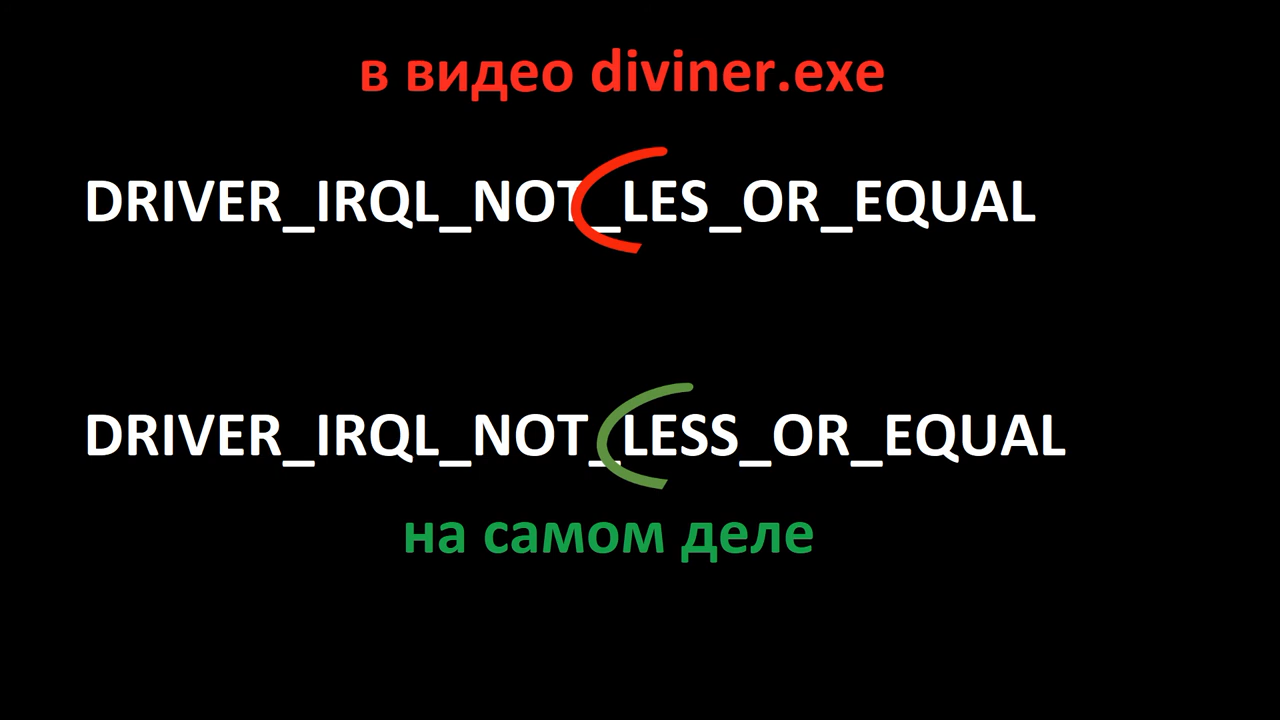 в видео diviner.exe
DRIVER_IRQL_NOT_LES_OR_EQUAL
DRIVER_IRQL_NOT_LESS_OR_EQUAL
на самом деле